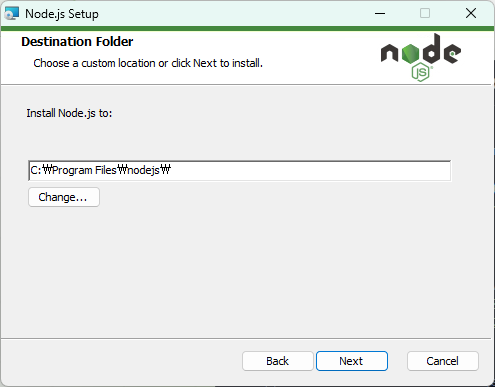 Node.js Setup
Destination Folder
Choose a custom location or click Next to install.
node
JS
Install Node.js to:
C:₩Program Files₩nodejs₩
Change...
Back
Next
Cancel